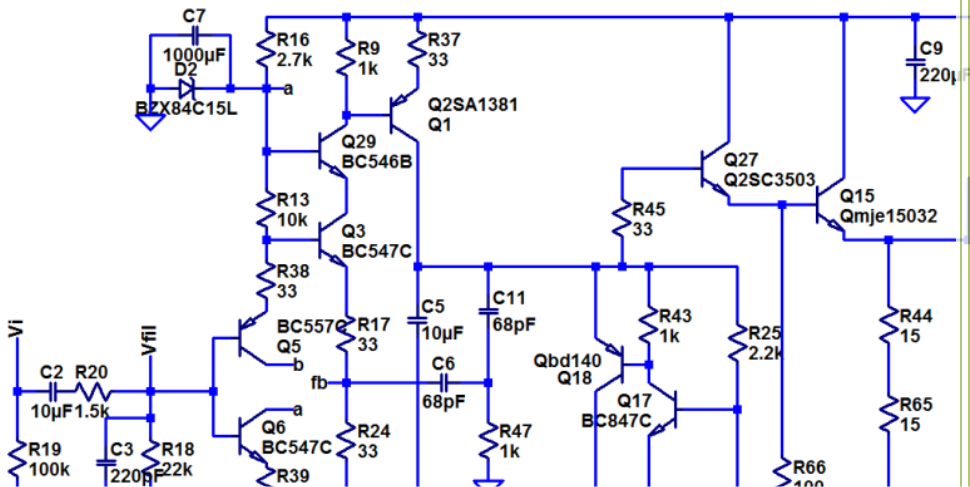 C7
1000µF
D2
BZX84C15L
R16
2.7k
R9
1k
R37
33
C9
220µF
a
Q2SA1381
Q1
Q29
BC546B
Q27
Q2SC3503
Q15
Qmje15032
R13
10k
Q3
BC547C
R45
33
R38
33
C5
10µF
C11
68pF
R43
1k
R25
2.2k
R44
15
Vi
Vfil
BC557C
Q5
b
R17
33
Qbd140
Q18
C2
10µF
R20
1.5k
fb
C6
68pF
Q17
BC847C
a
Q6
BC547C
R24
33
R47
1k
R65
15
R19
100k
C3
220pF
R18
22k
R39
R66
100